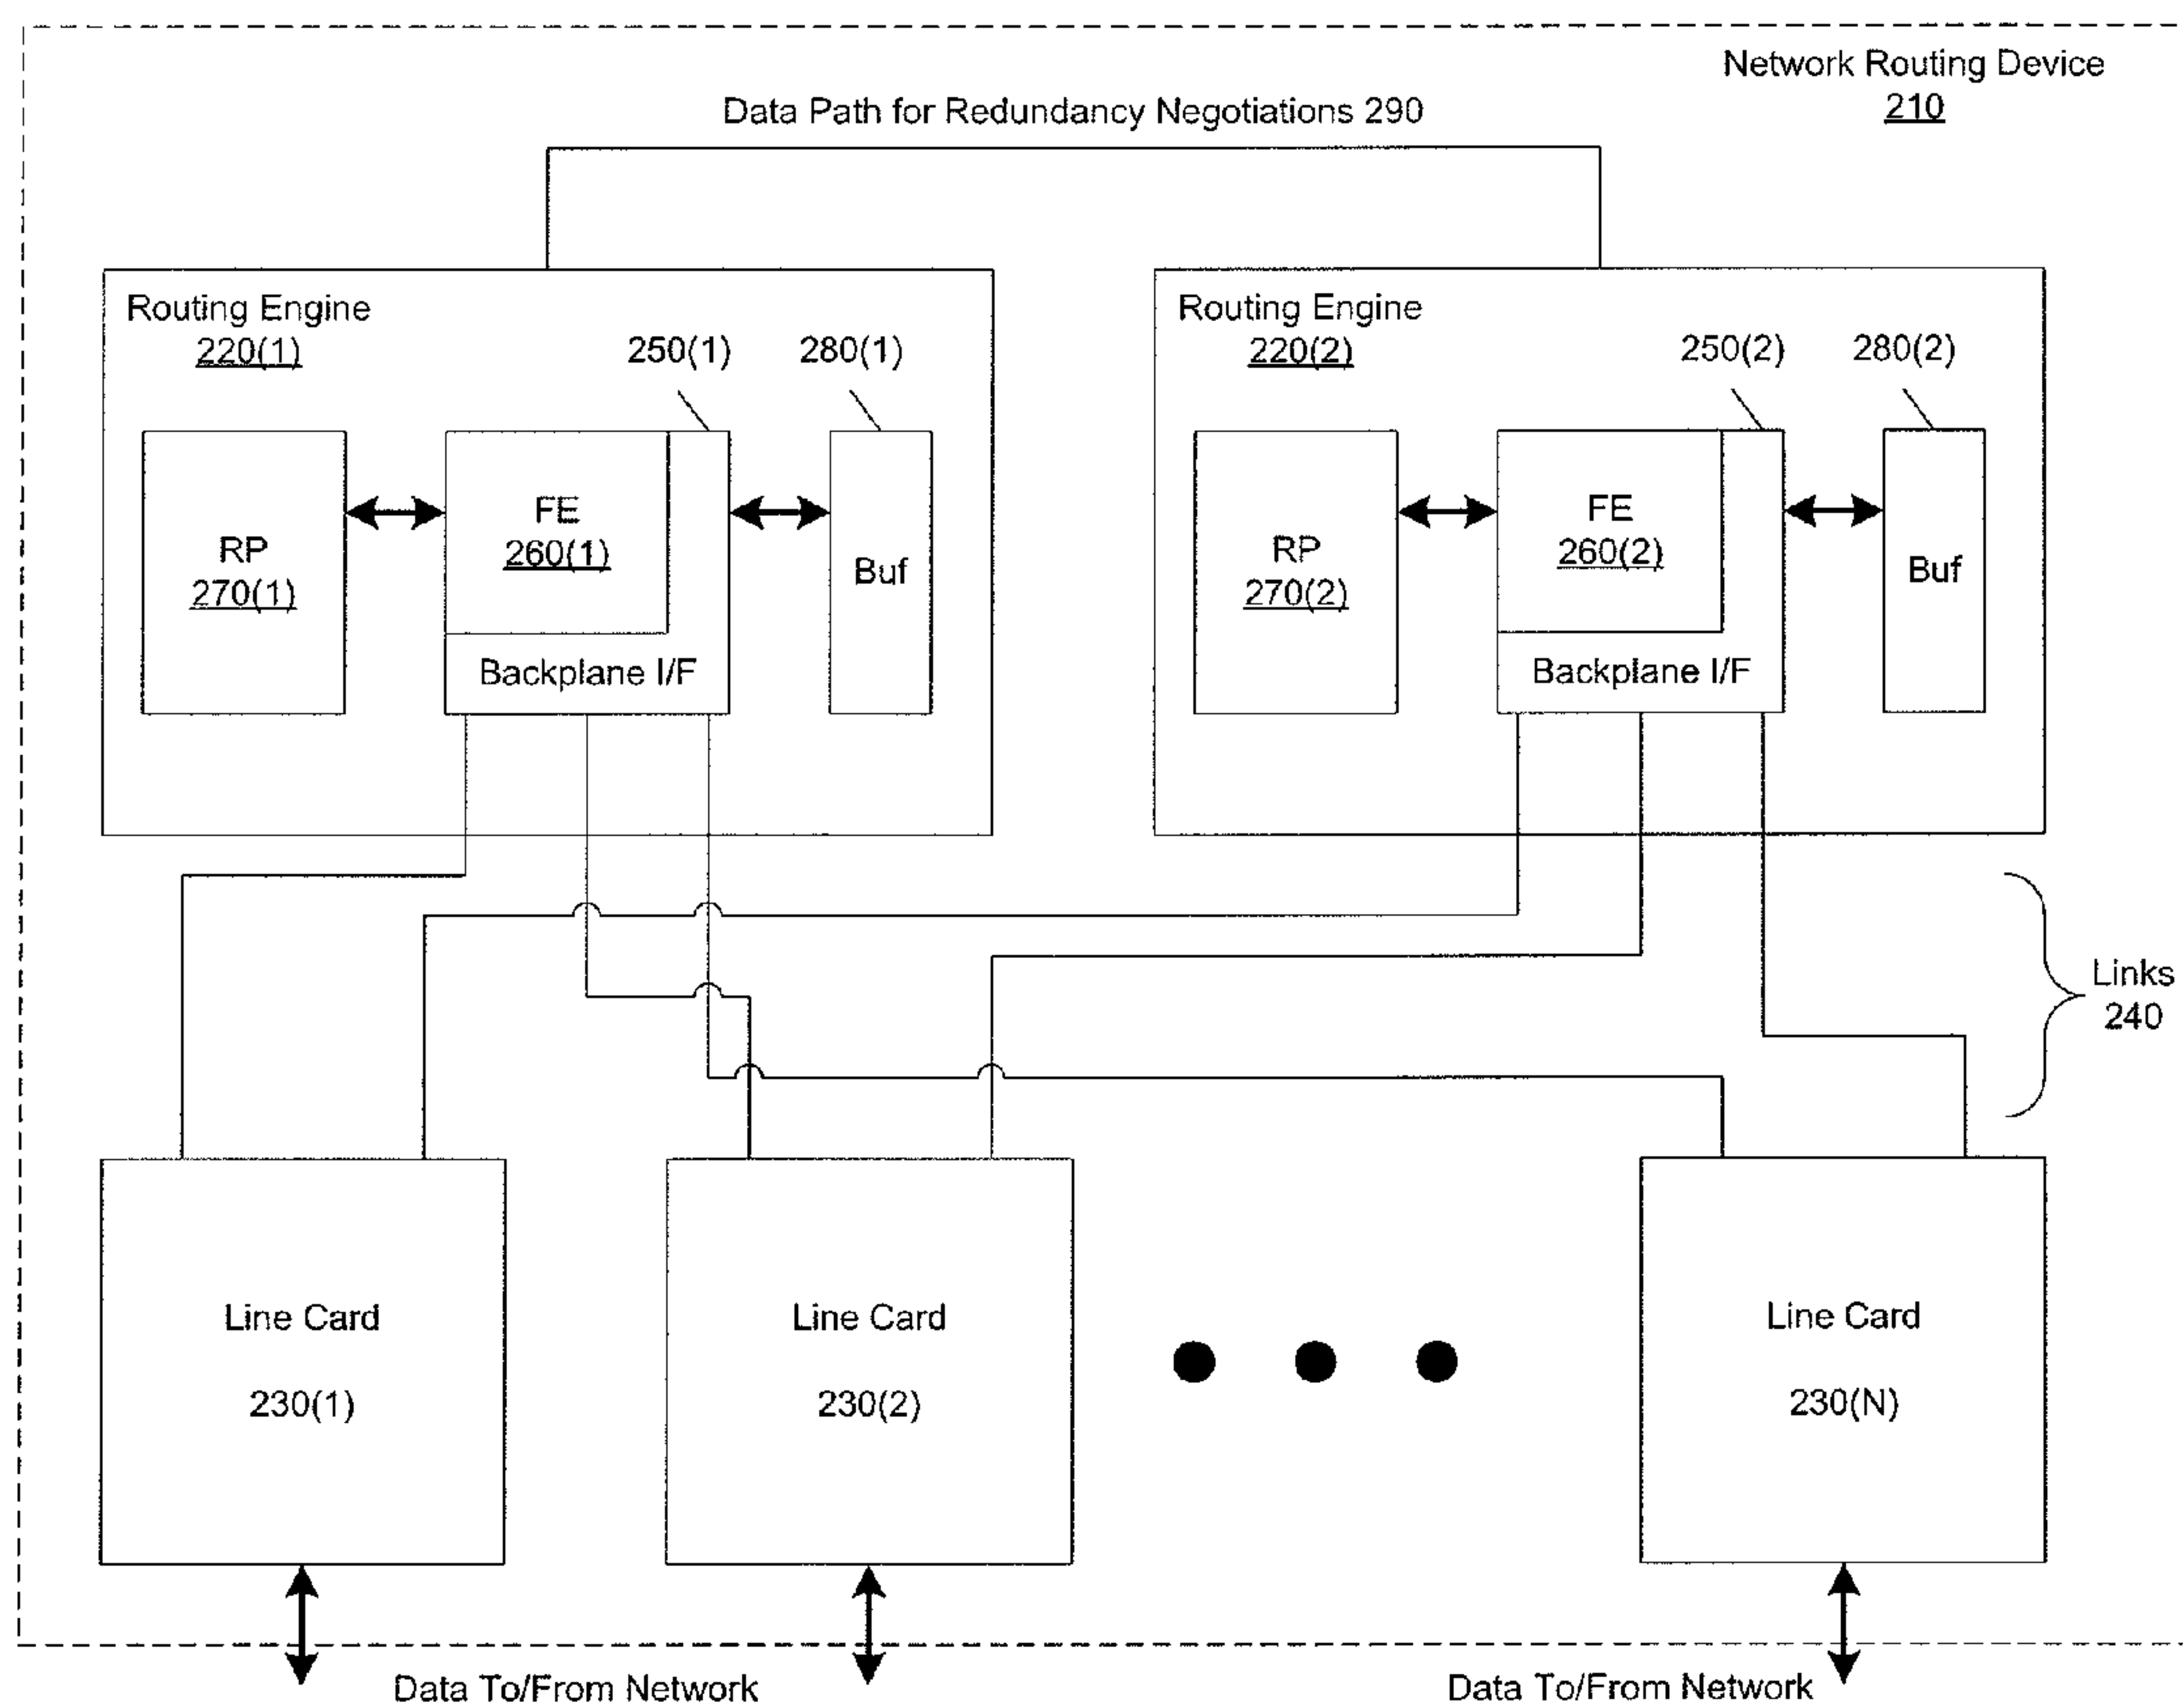 Network Routing Device
210
Data Path for Redundancy Negotiations 290
Routing Engine
220(1)
250(1)
280(1)
RP
270(1)
FE
260(1)
Backplane I/F
Buf
Routing Engine
220(2)
250(2)
280(2)
RP
270(2)
FE
260(2)
Backplane I/F
Buf
Links
240
Line Card
230(1)
Line Card
230(2)
Line Card
230(N)
Data To/From Network
Data To/From Network